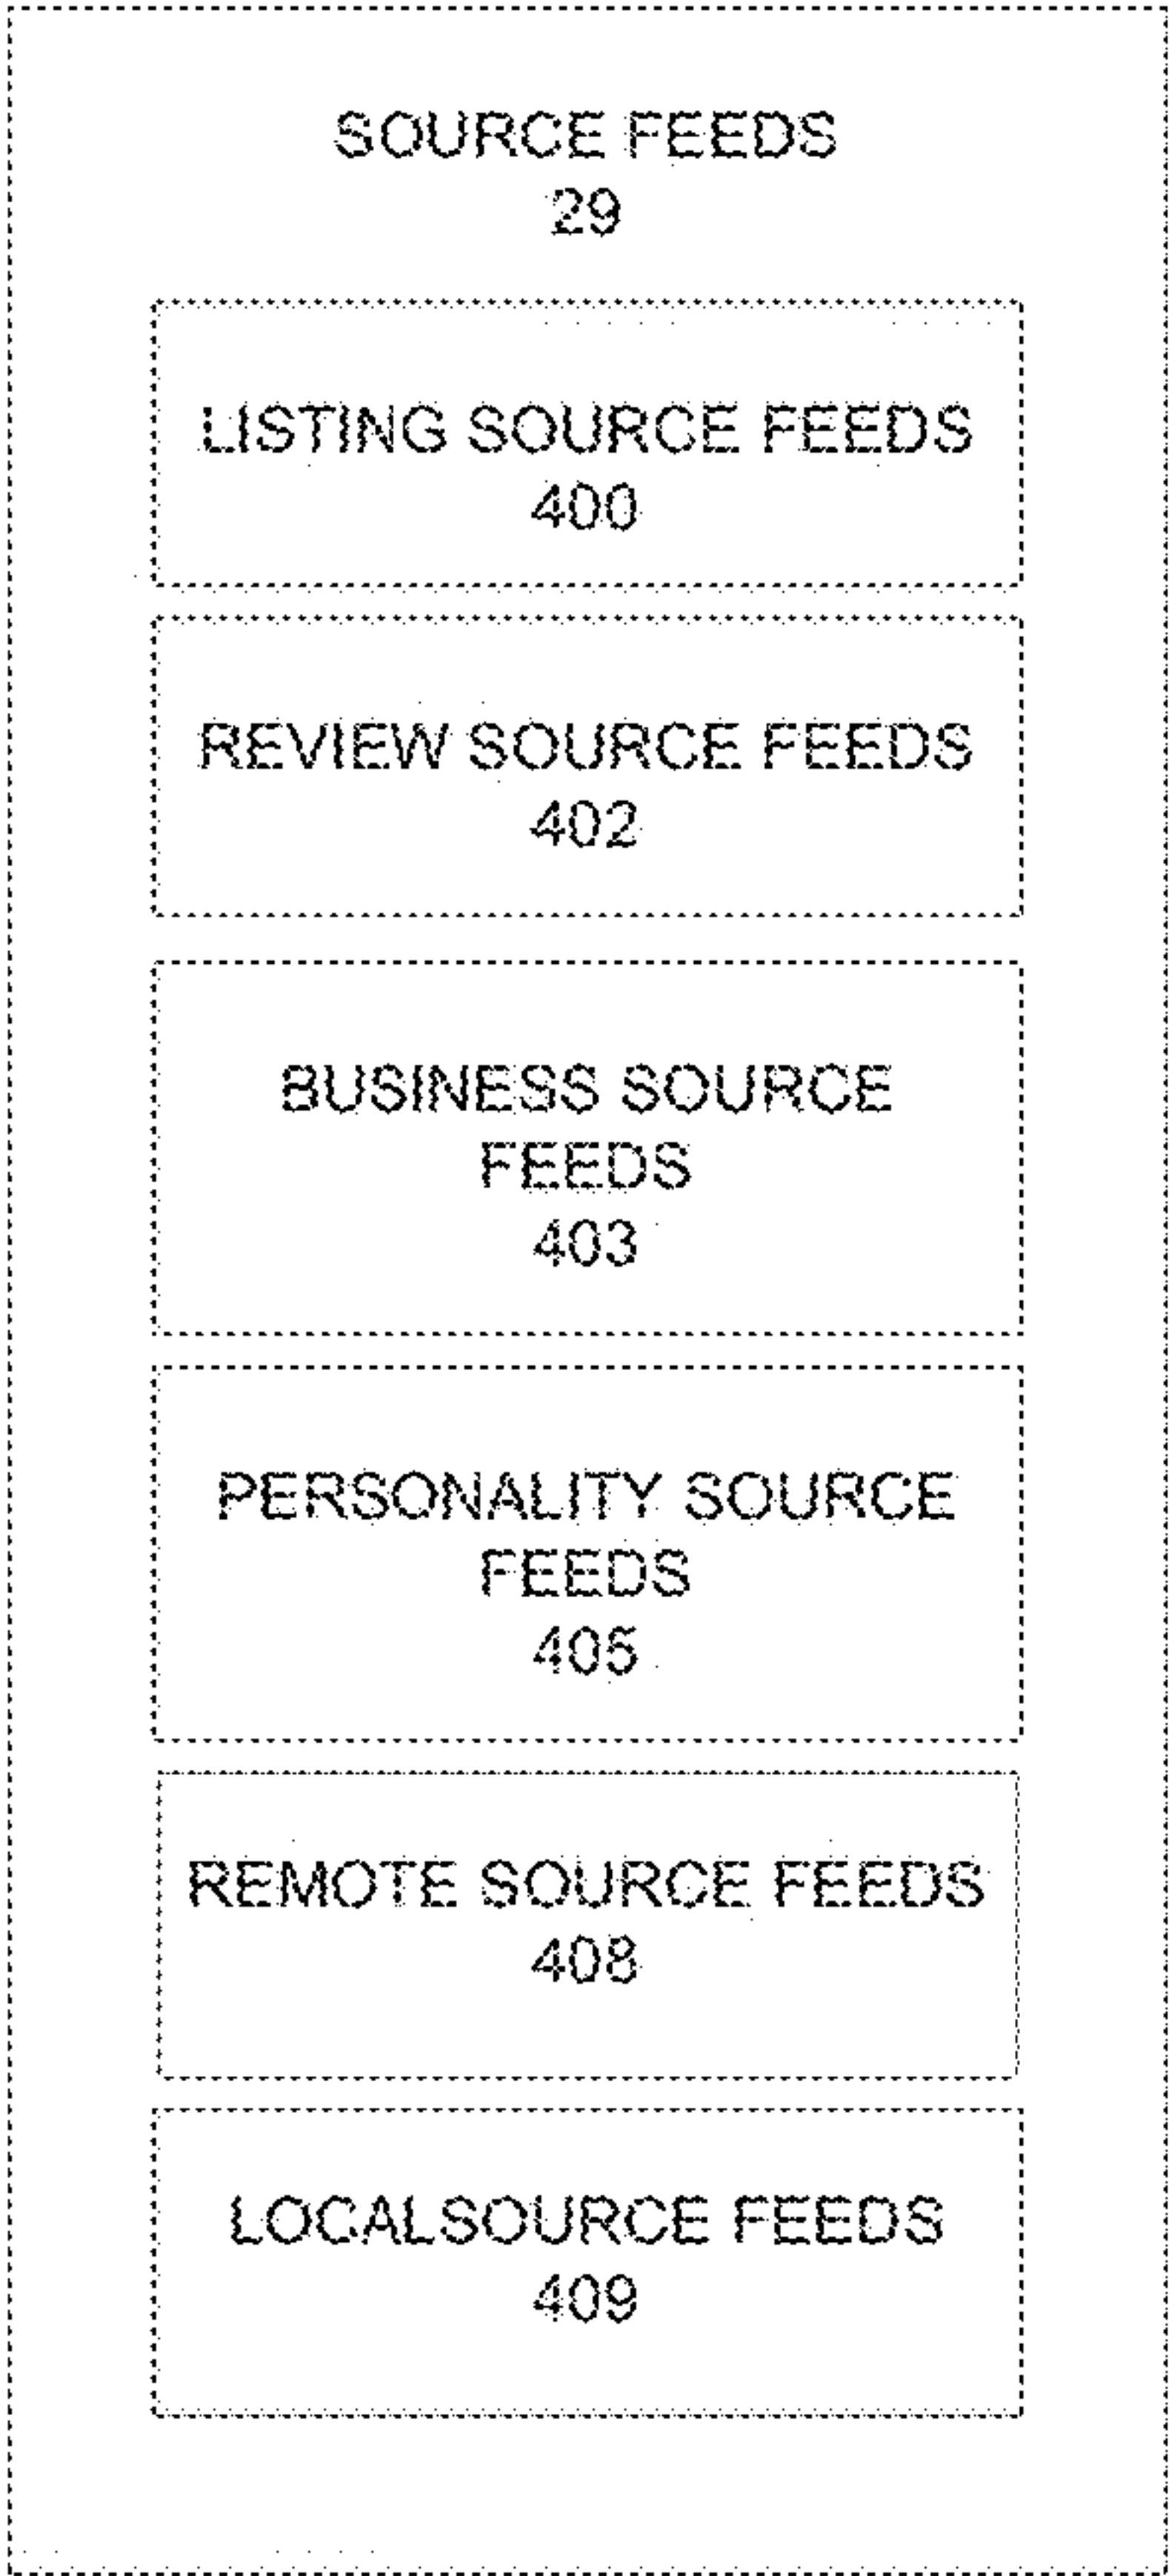 SOURCE FEEDS
29
LISTING SOURCE FEEDS
400
REVIEW SOURCE FEEDS
402
BUSINESS SOURCE
FEEDS
403
PERSONALITY SOURCE
FEEDS
405
REMOTE SOURCE FEEDS
408
LOCALSOURCE FEEDS
409